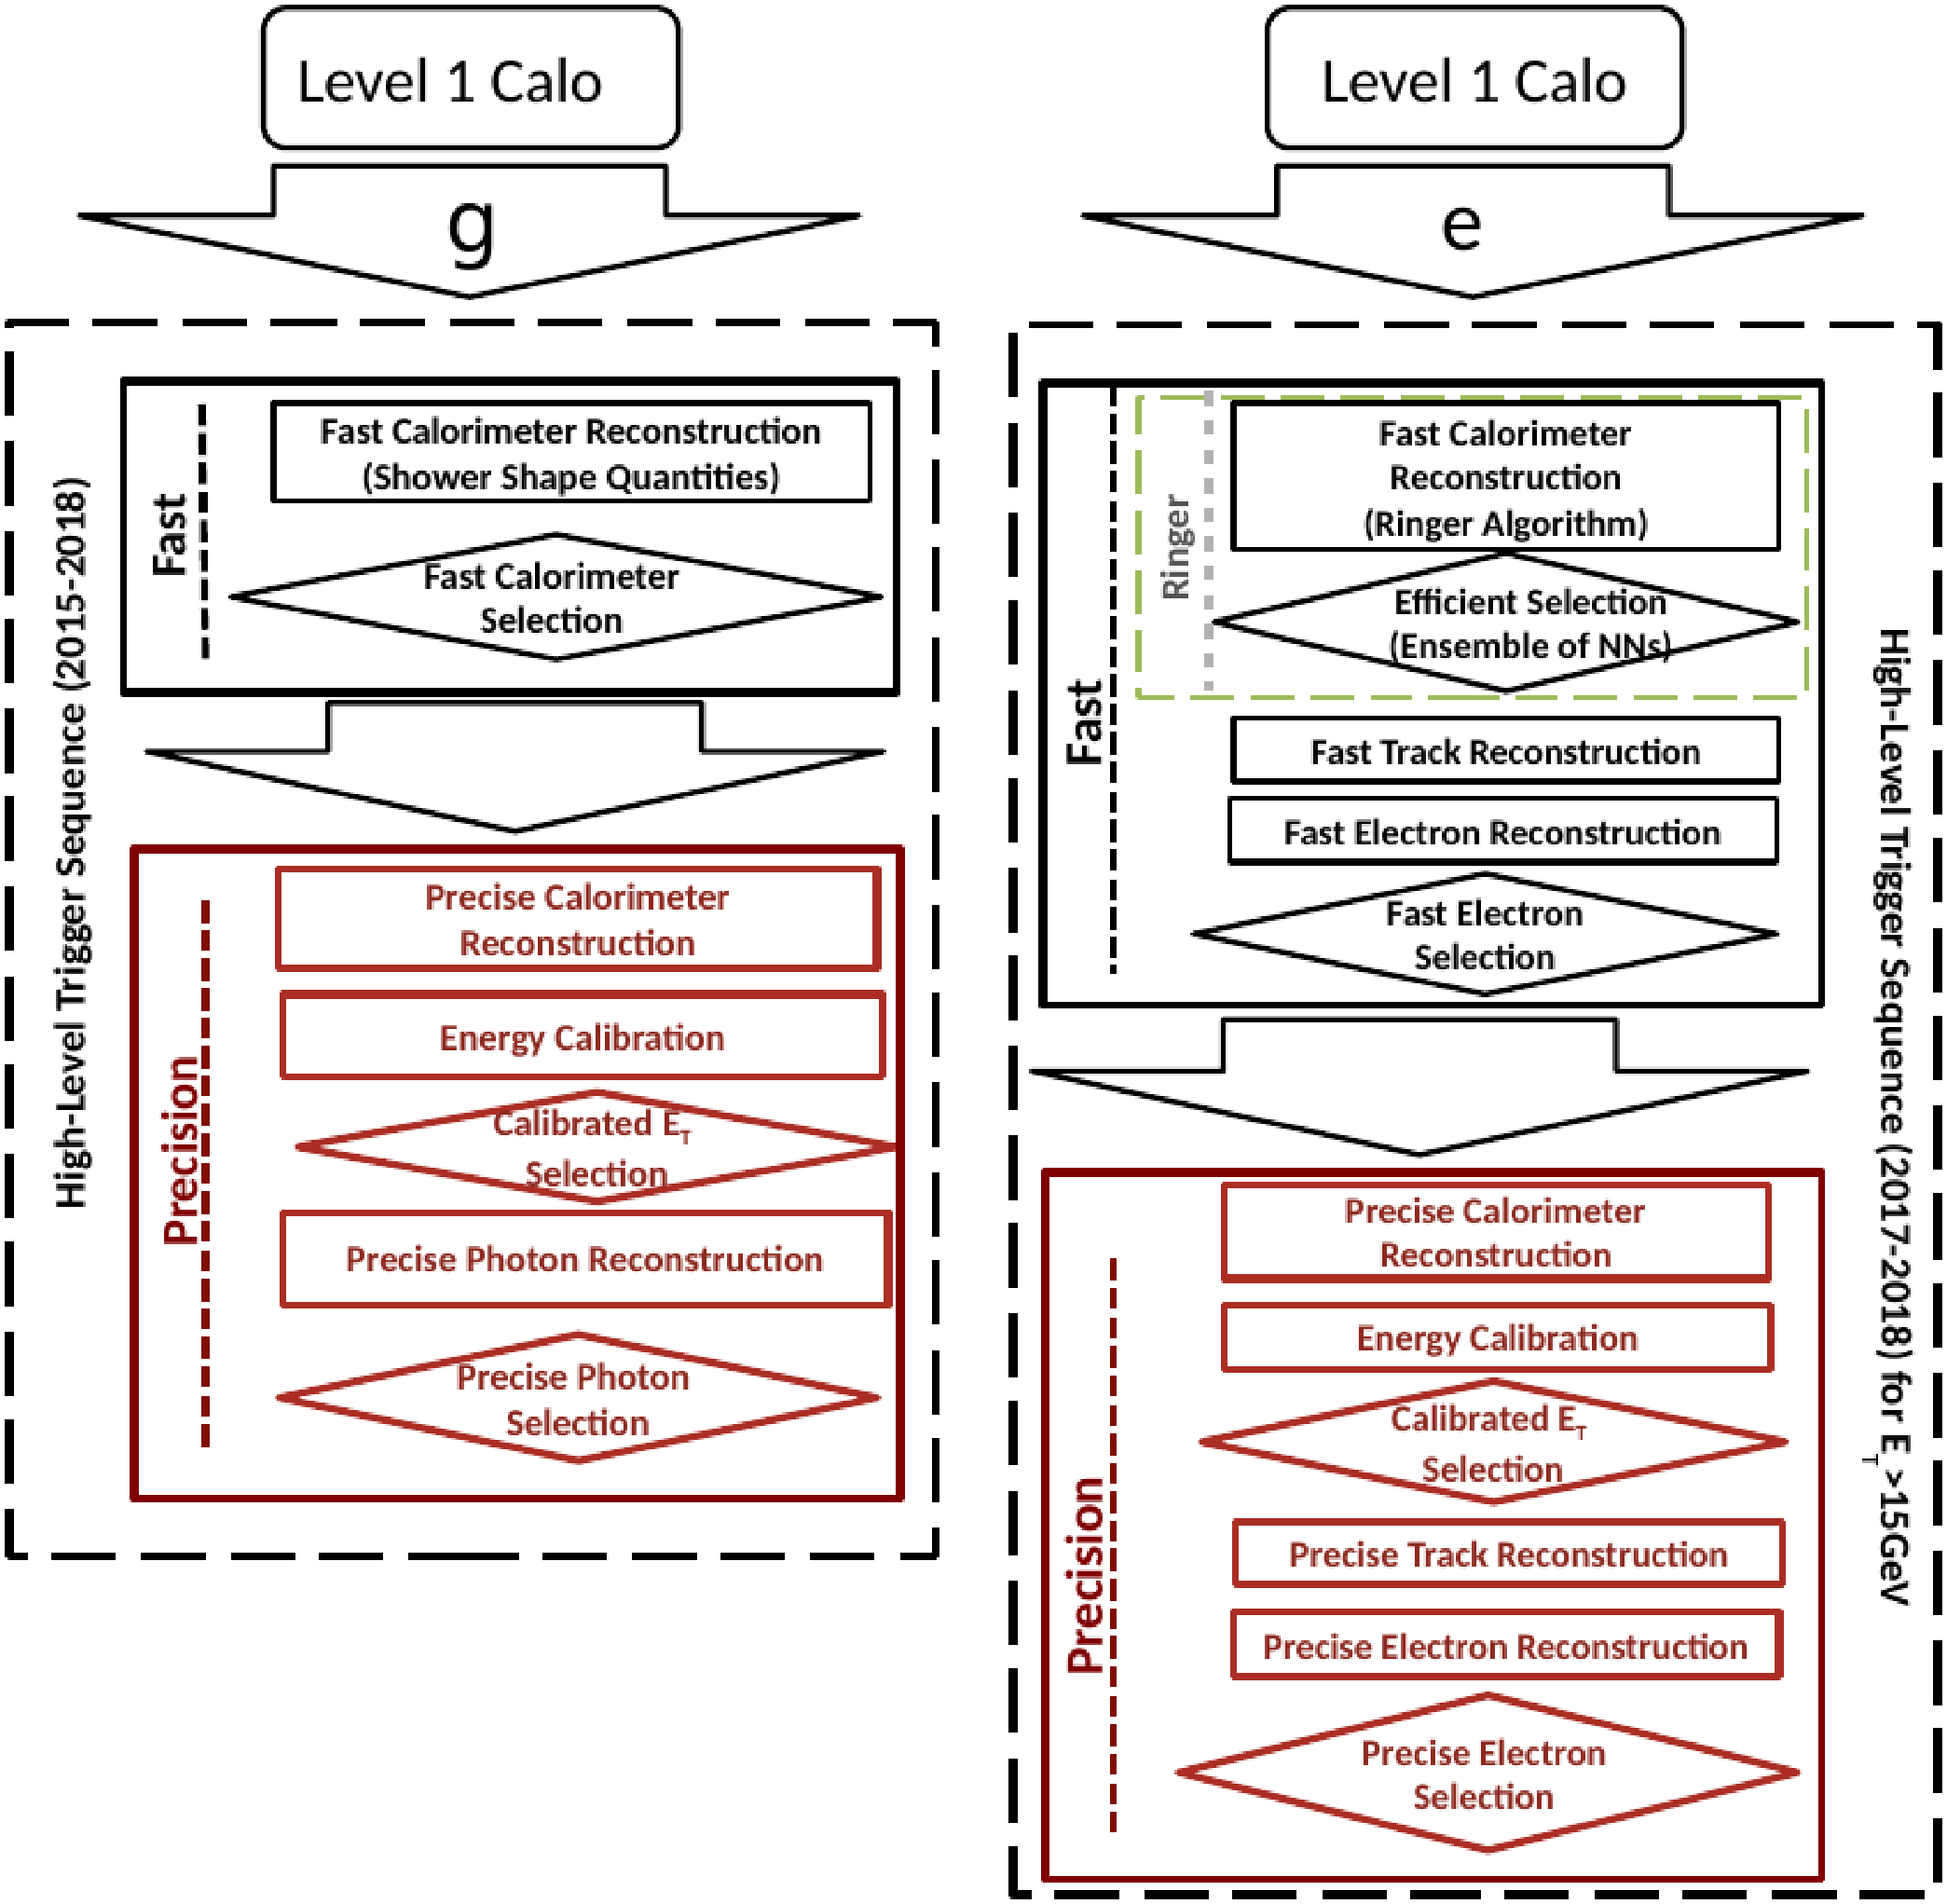 Level 1 Calo
g
High-Level Trigger Sequence (2015-2018)
Fast
Fast Calorimeter Reconstruction
(Shower Shape Quantities)
Fast Calorimeter
Selection
Precision
Precise Calorimeter
Reconstruction
Energy Calibration
Calibrated E_T
Selection
Precise Photon Reconstruction
Precise Photon
Selection
Level 1 Calo
e
High-Level Trigger Sequence (2017-2018) for E_T >15GeV
Fast
Ringer
Fast Calorimeter
Reconstruction
(Ringer Algorithm)
Efficient Selection
(Ensemble of NNs)
Fast Track Reconstruction
Fast Electron Reconstruction
Fast Electron
Selection
Precision
Precise Calorimeter
Reconstruction
Energy Calibration
Calibrated E_T
Selection
Precise Track Reconstruction
Precise Electron Reconstruction
Precise Electron
Selection